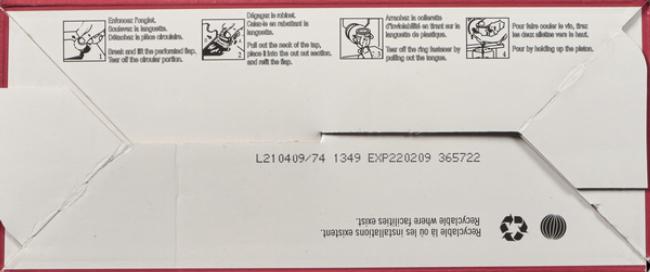 Enfoncez l'onglet.
Soulevez la languette.
Détachez la pièce circulaire.
Break and lift the perforated flap.
Tear off the circular portion.
1
Dégagez le robinet.
Calez-le en rabattant la
languette.
Pull out the neck of the tap,
place it into the cut out section.
and refit the flap.
2
Arrachez la collerette
d'inviolabilité en tirant sur la
languette de plastique.
Tear off the ring fastener by
pulling out the tongue.
3
Pour faire couler le vin, tirez
les deux ailettes vers le haut.
Pour by holding up the piston.
4
L210409/74 1349 EXP220209 365722
Recyclable là où les installations existent.
Recyclable where facilities exist.